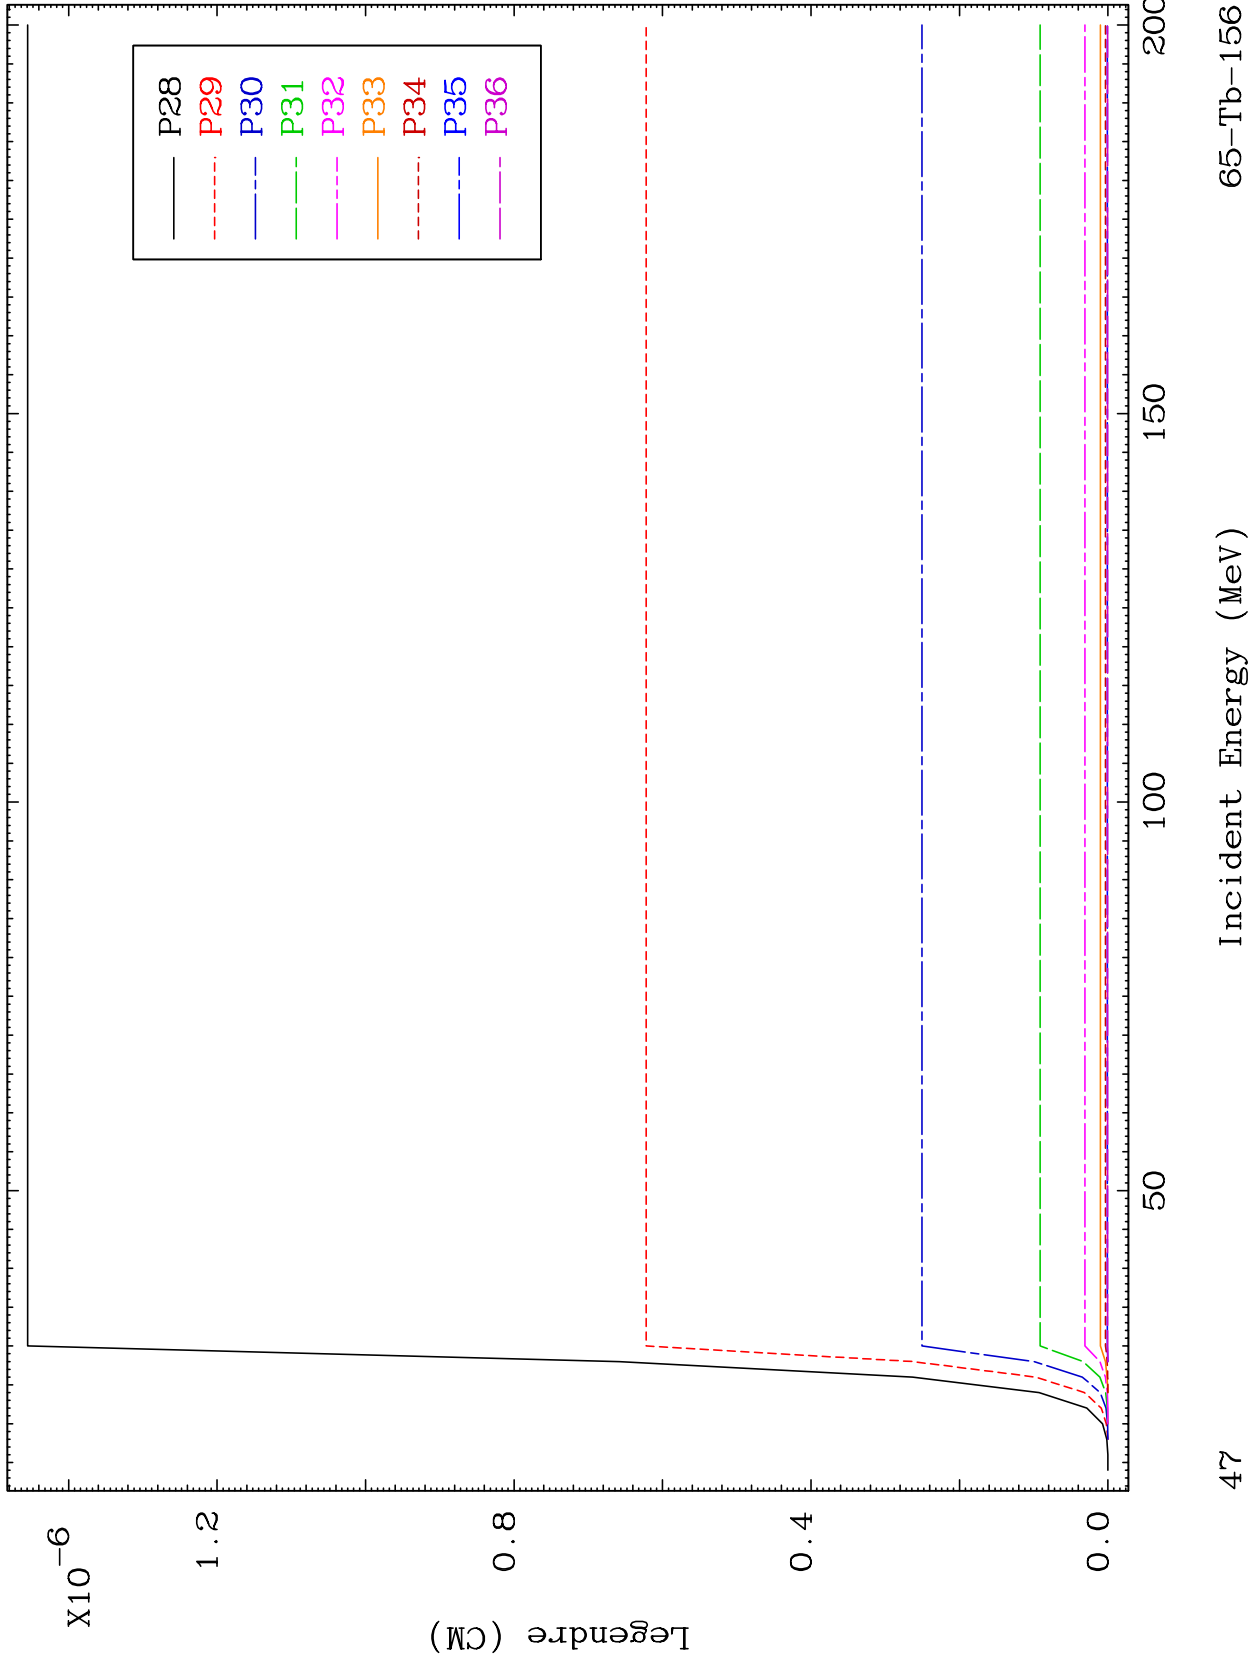 X10-6
1.2
0.8
0.4
0.0
Legendre (CM)
P28
P29
P30
P31
P32
P33
P34
P35
P36
50
100
150
200
Incident Energy (MeV)
47
65-Tb-156